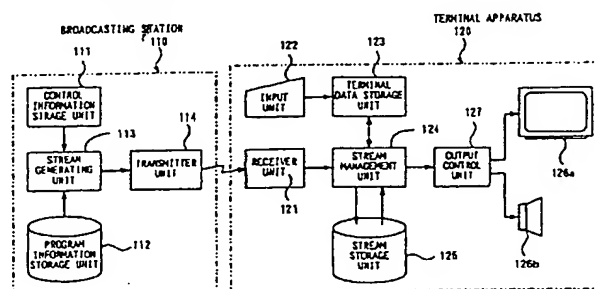 BROADCASTING STATION
110
TERMINAL APPARATUS
120
111
CONTROL
INFORMATION
STRAGE UNIT
113
STREAM
GENERATING
UNIT
114
TRANSMITTER
UNIT
PROGRAM
INFORMATION
STORAGE UNIT
112
122
INPUT
UNIT
123
TERMINAL
DATA STORAGE
UNIT
RECEIVER
UNIT
121
124
STREAM
MANAGEMENT
UNIT
127
OUTPUT
CONTROL
UNIT
126a
STREAM
STORAGE
UNIT
125
126b